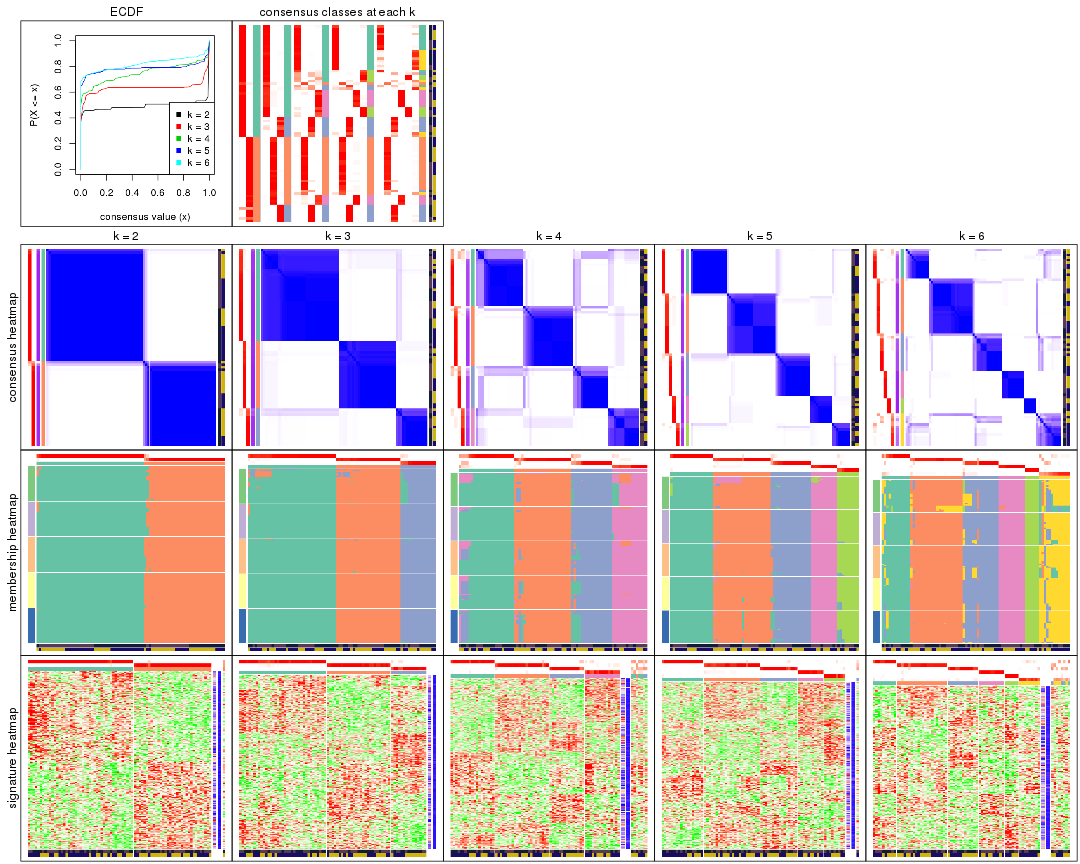 ECDF
consensus classes at each k
P(X <= x)
0.0 0.2 0.4 0.6 0.8 1.0
k = 2
k = 3
k = 4
k = 5
k = 6
0.0 0.2 0.4 0.6 0.8 1.0
consensus value (x)
k = 2
k = 3
k = 4
k = 5
k = 6
consensus heatmap
membership heatmap
signature heatmap